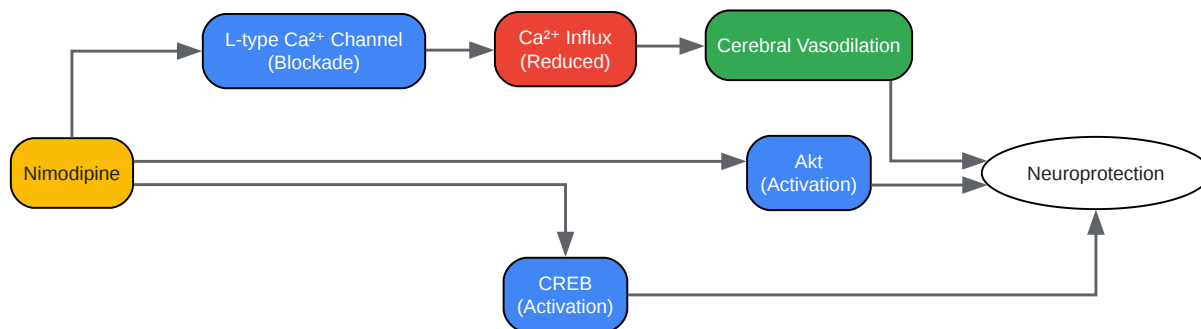 L-type Ca²⁺ Channel
(Blockade)
Ca²⁺ Influx
(Reduced)
Cerebral Vasodilation
Nimodipine
Akt
(Activation)
Neuroprotection
CREB
(Activation)